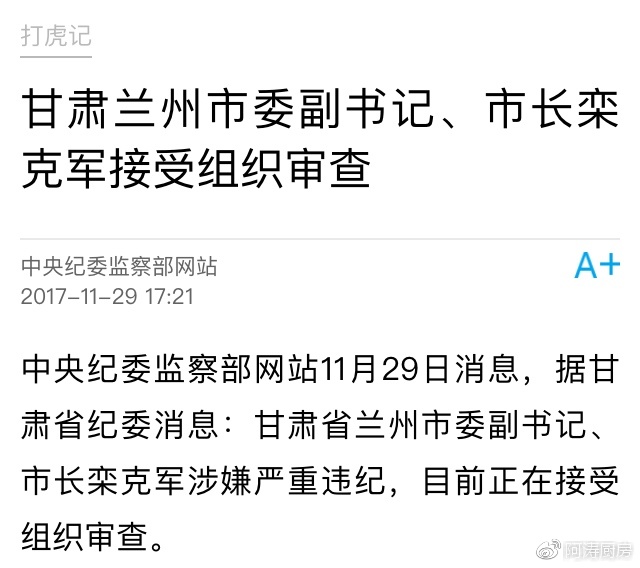 打虎记
甘肃兰州市委副书记、市长栾
克军接受组织审查
中央纪委监察部网站
2017-11-29 17:21
A+
中央纪委监察部网站11月29日消息，据甘
肃省纪委消息：甘肃省兰州市委副书记、
市长栾克军涉嫌严重违纪，目前正在接受
组织审查。
@阿涛厨房